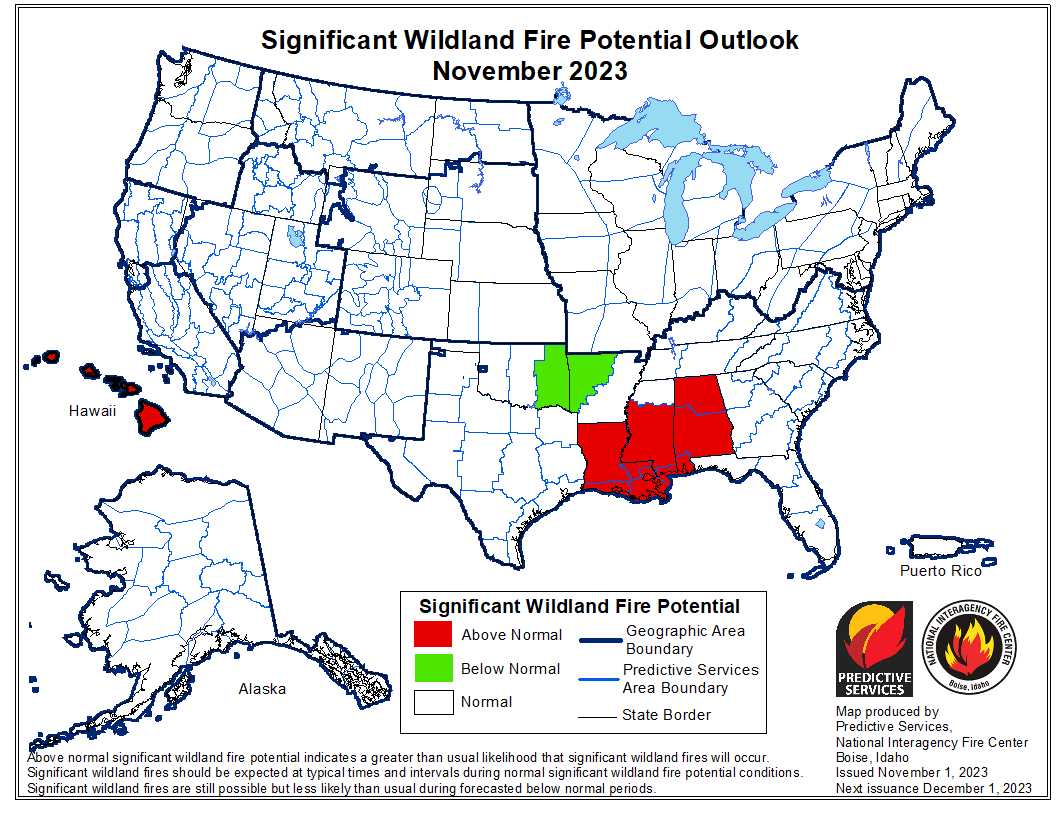 Significant Wildland Fire Potential Outlook
November 2023
Hawaii
Alaska
Puerto Rico
Significant Wildland Fire Potential
Above Normal
Below Normal
Normal
Geographic Area
Boundary
Predictive Services
Area Boundary
State Border
PREDICTIVE
SERVICES
NATIONAL INTERAGENCY FIRE CENTER
Boise, Idaho
Map produced by
Predictive Services,
National Interagency Fire Center
Boise, Idaho
Issued November 1, 2023
Next issuance December 1, 2023
Above normal significant wildland fire potential indicates a greater than usual likelihood that significant wildland fires will occur.
Significant wildland fires should be expected at typical times and intervals during normal significant wildland fire potential conditions.
Significant wildland fires are still possible but less likely than usual during forecasted below normal periods.